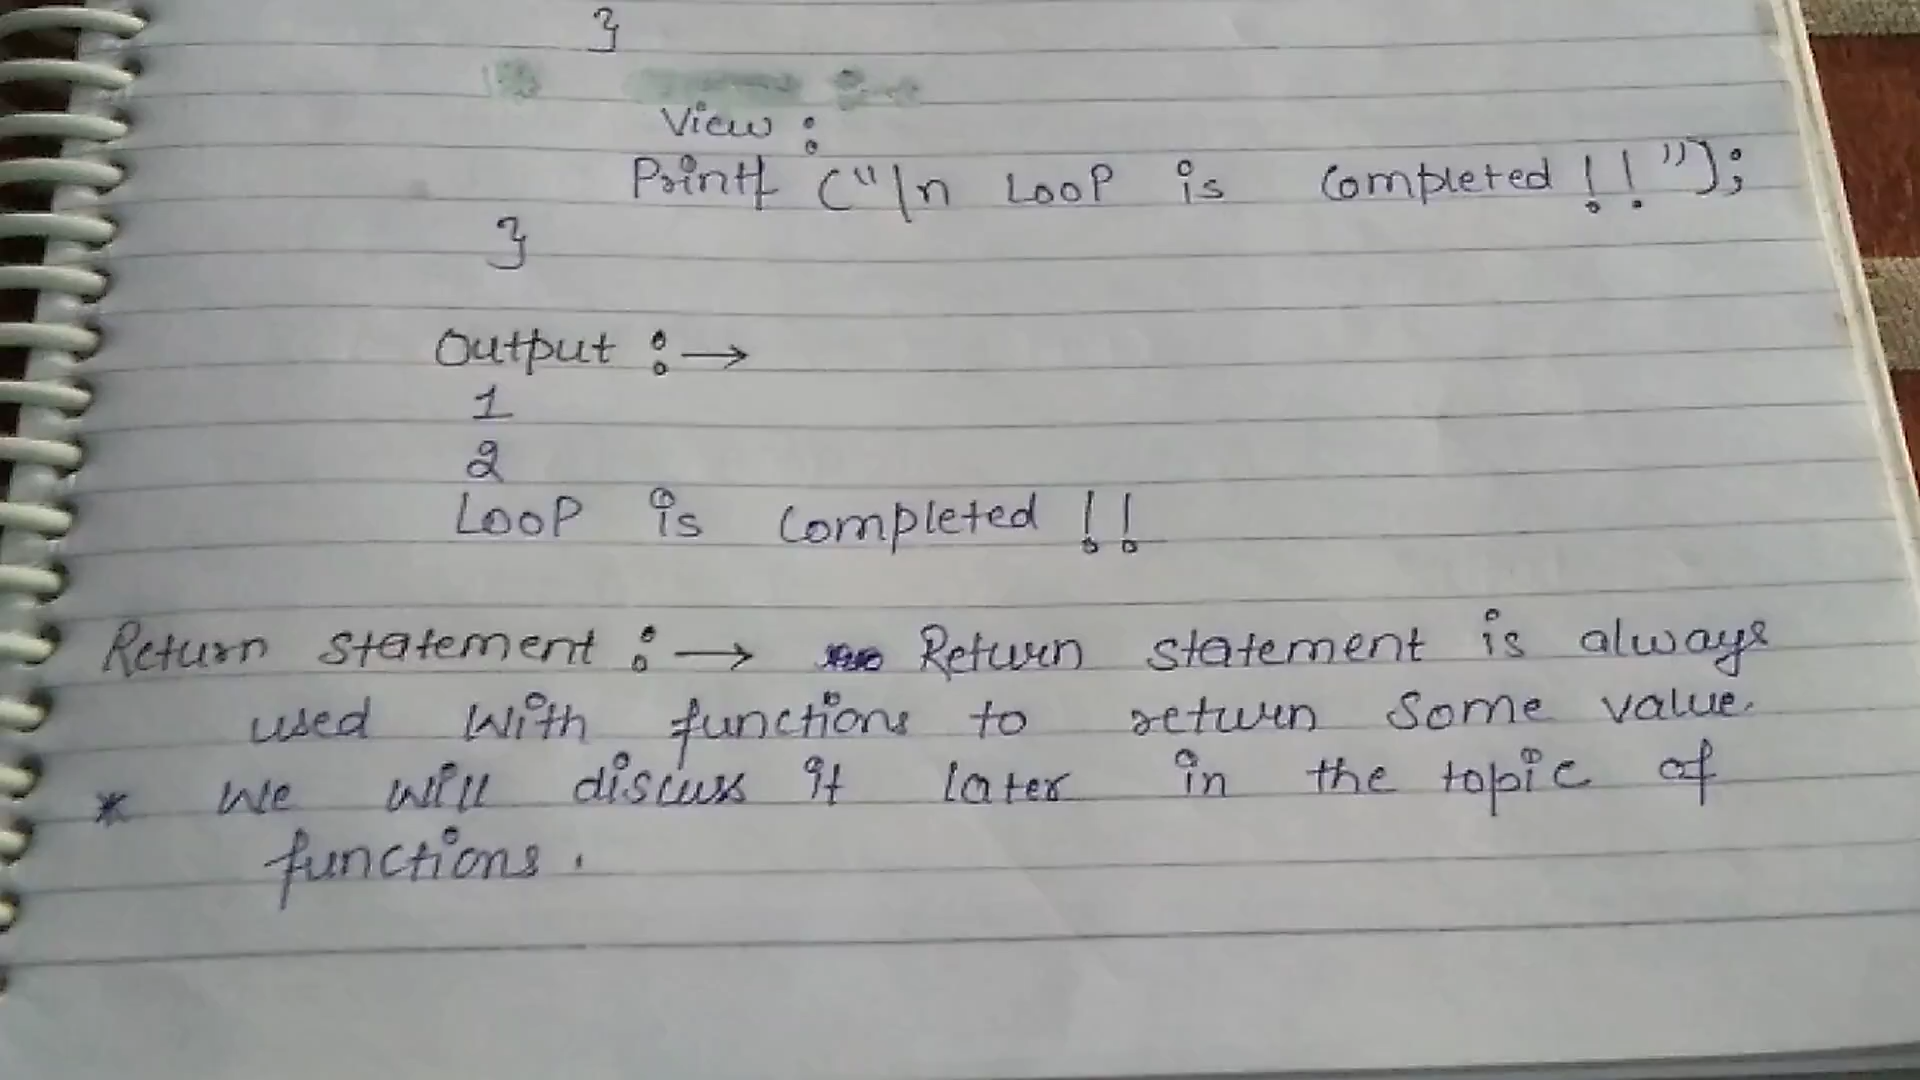 }
View :
Printf ("\n Loop is completed !! ");
}
Output :→
1
2
Loop is completed !!
Return statement :→ Return statement is always
used with functions to return some value.
* we will discuss it later in the topic of
functions.